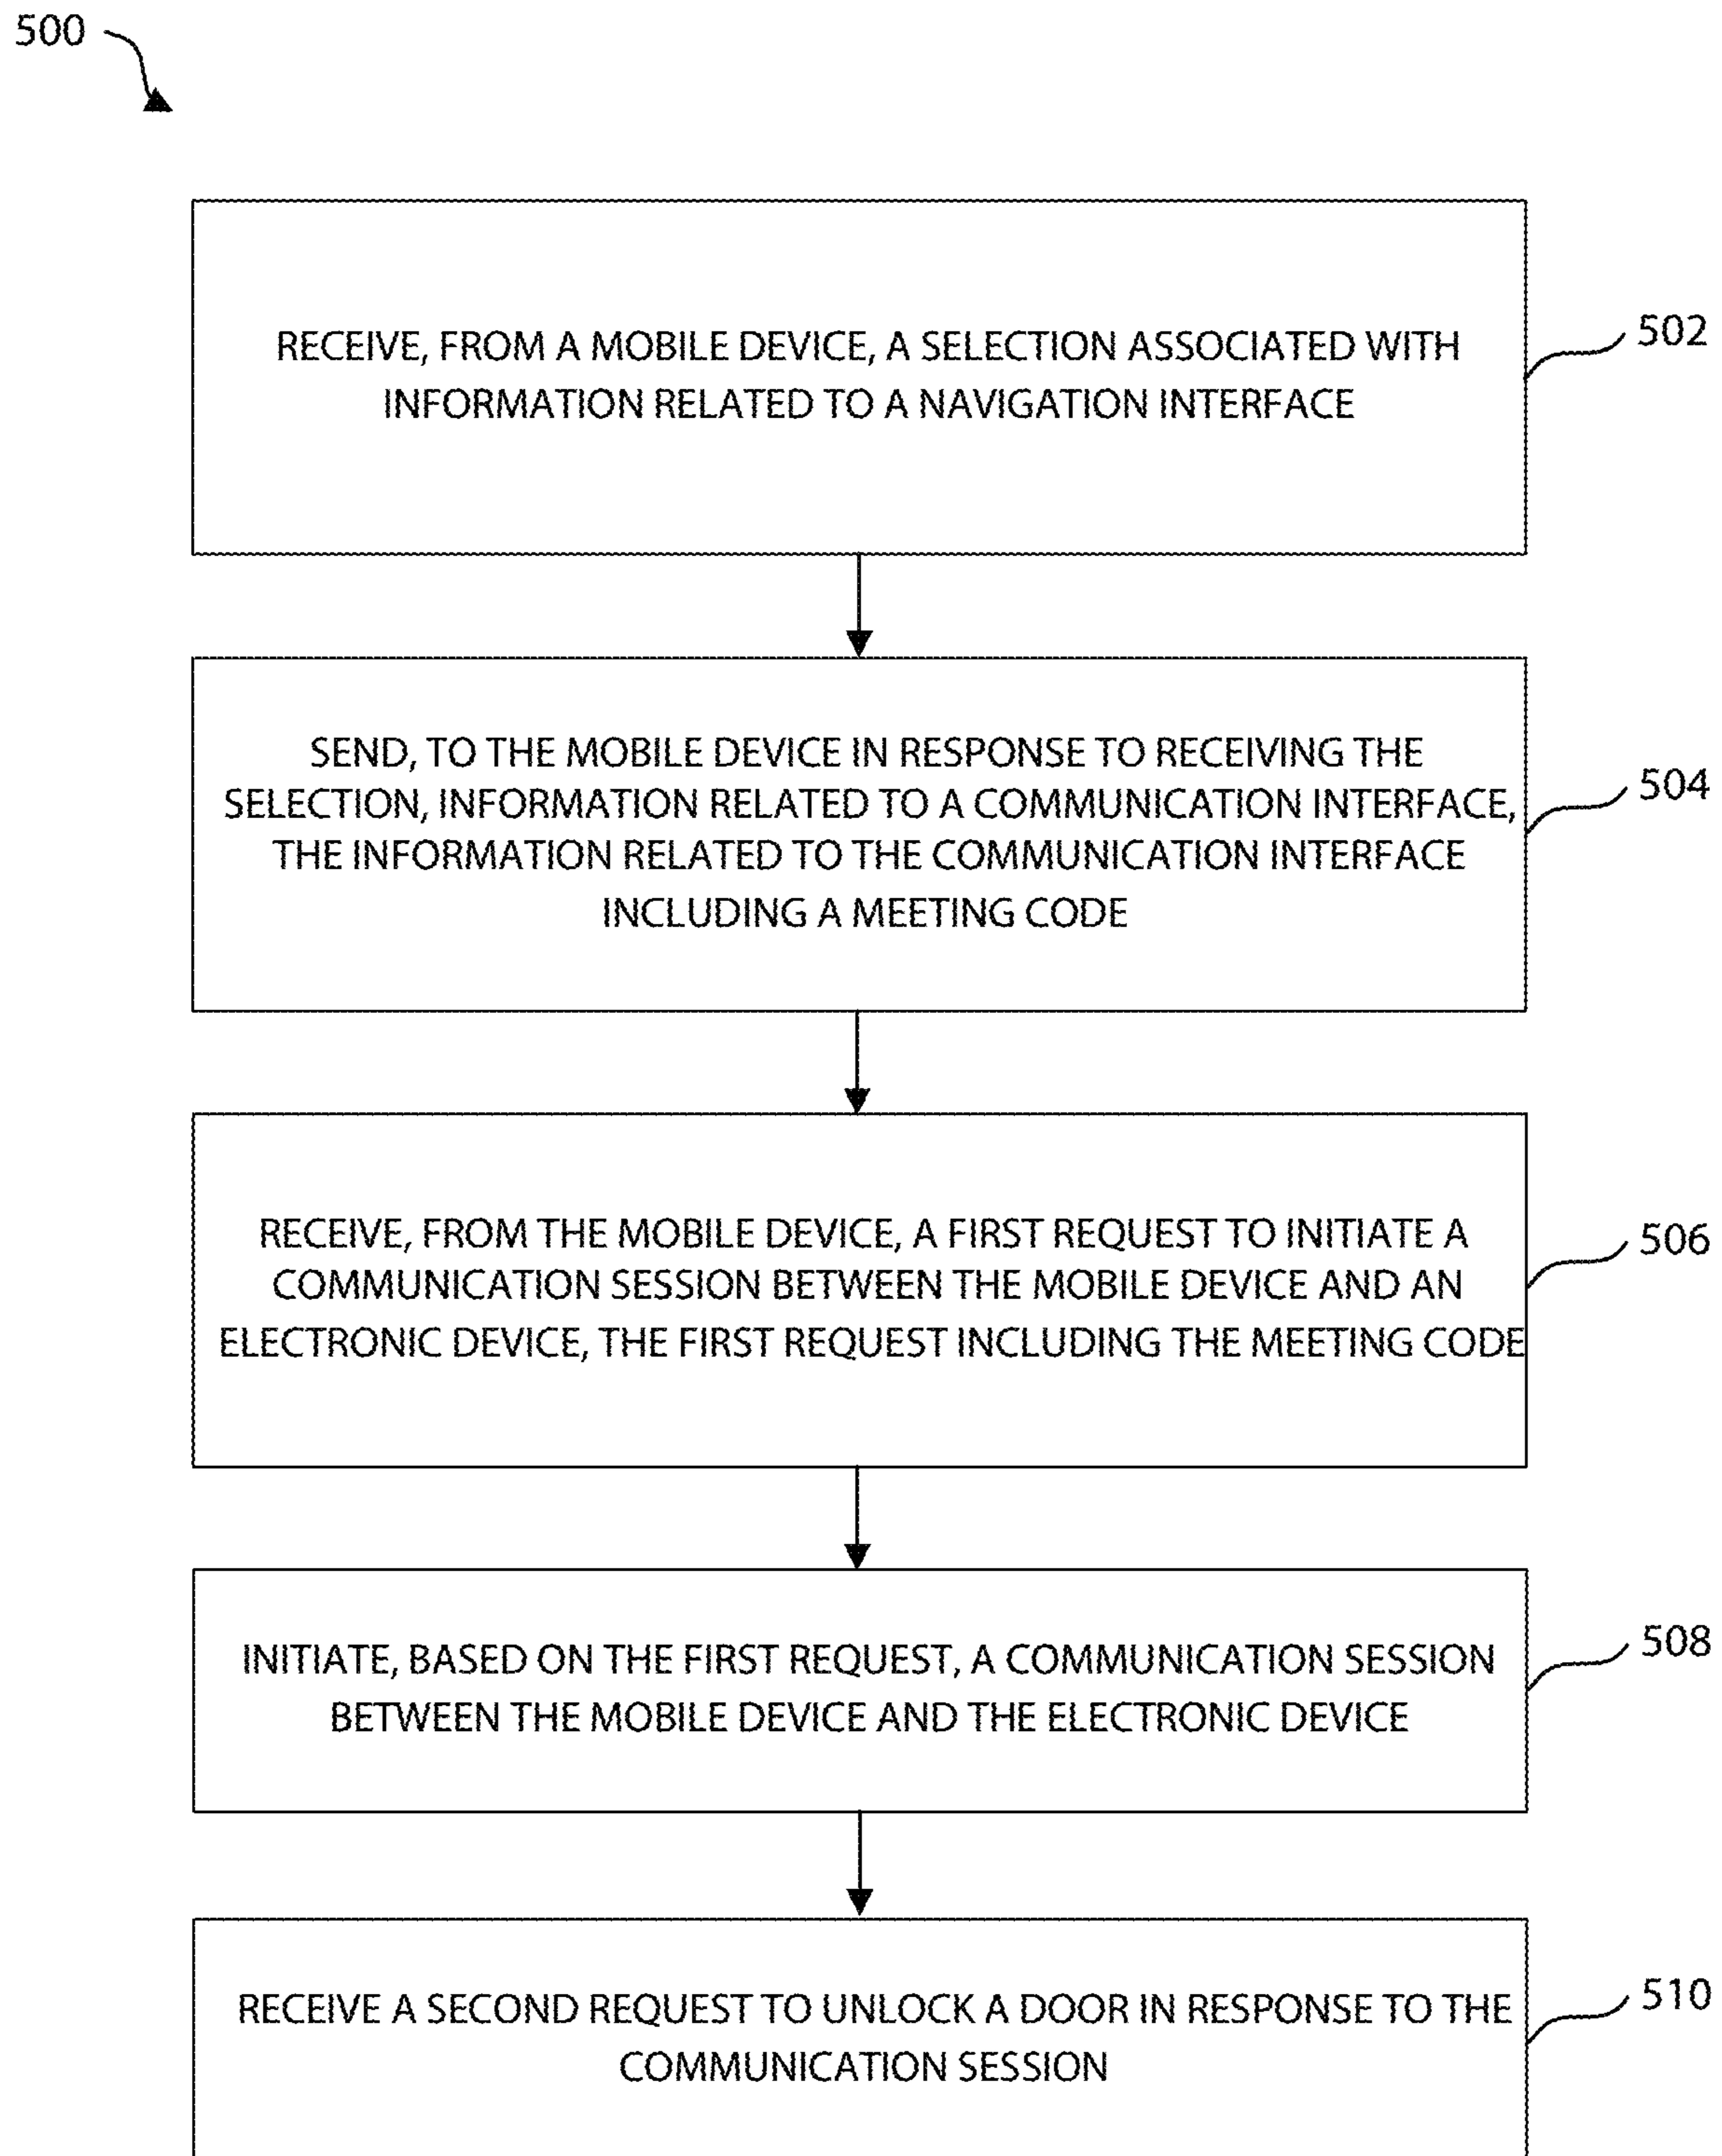 500
RECEIVE, FROM A MOBILE DEVICE, A SELECTION ASSOCIATED WITH
INFORMATION RELATED TO A NAVIGATION INTERFACE
502
SEND, TO THE MOBILE DEVICE IN RESPONSE TO RECEIVING THE
SELECTION, INFORMATION RELATED TO A COMMUNICATION INTERFACE,
THE INFORMATION RELATED TO THE COMMUNICATION INTERFACE
INCLUDING A MEETING CODE
504
RECEIVE, FROM THE MOBILE DEVICE, A FIRST REQUEST TO INITIATE A
COMMUNICATION SESSION BETWEEN THE MOBILE DEVICE AND AN
ELECTRONIC DEVICE, THE FIRST REQUEST INCLUDING THE MEETING CODE
506
INITIATE, BASED ON THE FIRST REQUEST, A COMMUNICATION SESSION
BETWEEN THE MOBILE DEVICE AND THE ELECTRONIC DEVICE
508
RECEIVE A SECOND REQUEST TO UNLOCK A DOOR IN RESPONSE TO THE
COMMUNICATION SESSION
510